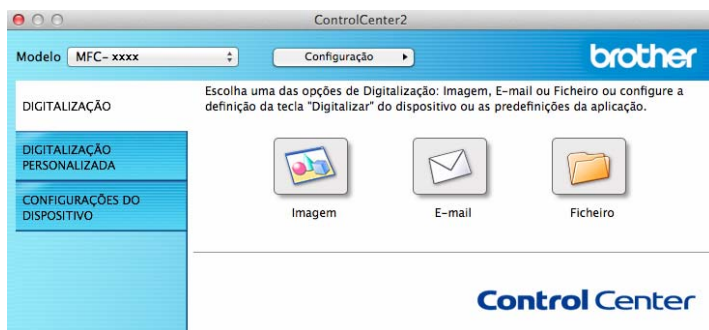 ControlCenter2
Modelo MFC- xxxx Configuração brother
DIGITALIZAÇÃO
Escolha uma das opções de Digitalização: Imagem, E-mail ou Ficheiro ou configure a
definição da tecla "Digitalizar" do dispositivo ou as predefinições da aplicação.
DIGITALIZAÇÃO
PERSONALIZADA
CONFIGURAÇÕES DO
DISPOSITIVO
Imagem E-mail Ficheiro
Control Center